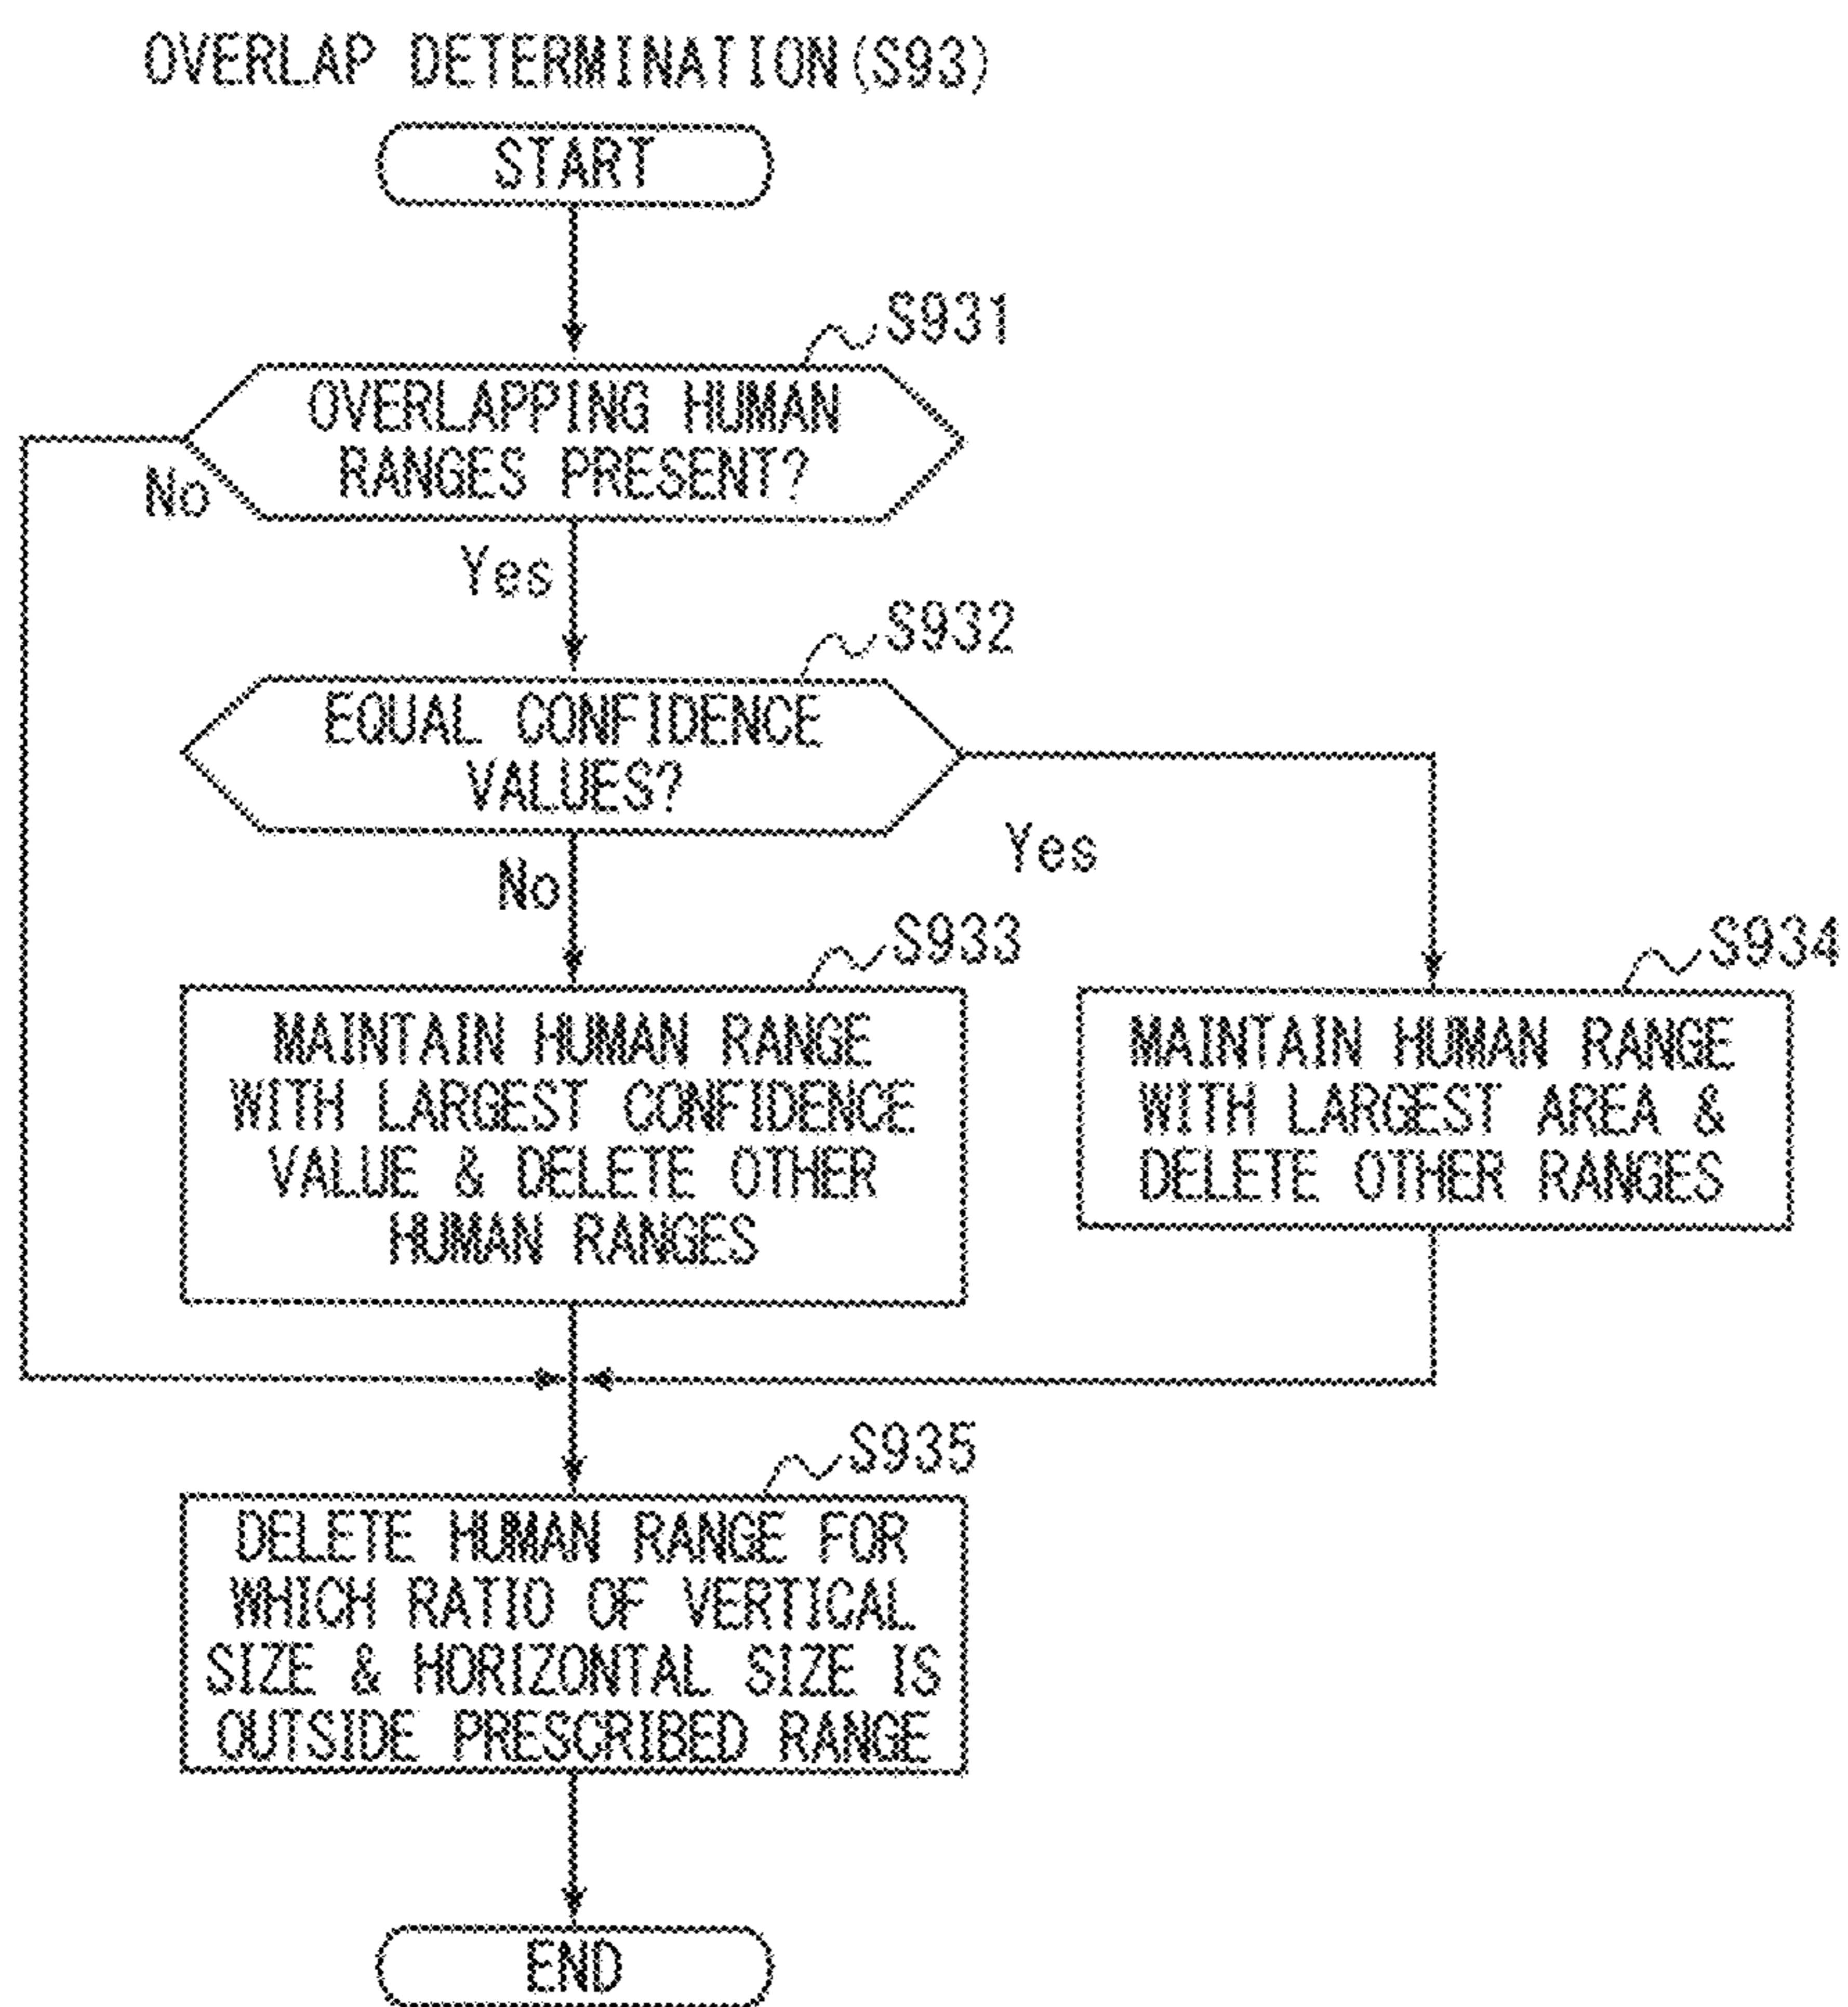 OVERLAP DETERMINATION(S93)
START
S931
OVERLAPPING HUMAN
RANGES PRESENT?
No
Yes
S932
EQUAL CONFIDENCE
VALUES?
Yes
No
S933
S934
MAINTAIN HUMAN RANGE
WITH LARGEST CONFIDENCE
VALUE & DELETE OTHER
HUMAN RANGES
MAINTAIN HUMAN RANGE
WITH LARGEST AREA &
DELETE OTHER RANGES
S935
DELETE HUMAN RANGE FOR
WHICH RATIO OF VERTICAL
SIZE & HORIZONTAL SIZE IS
OUTSIDE PRESCRIBED RANGE
END